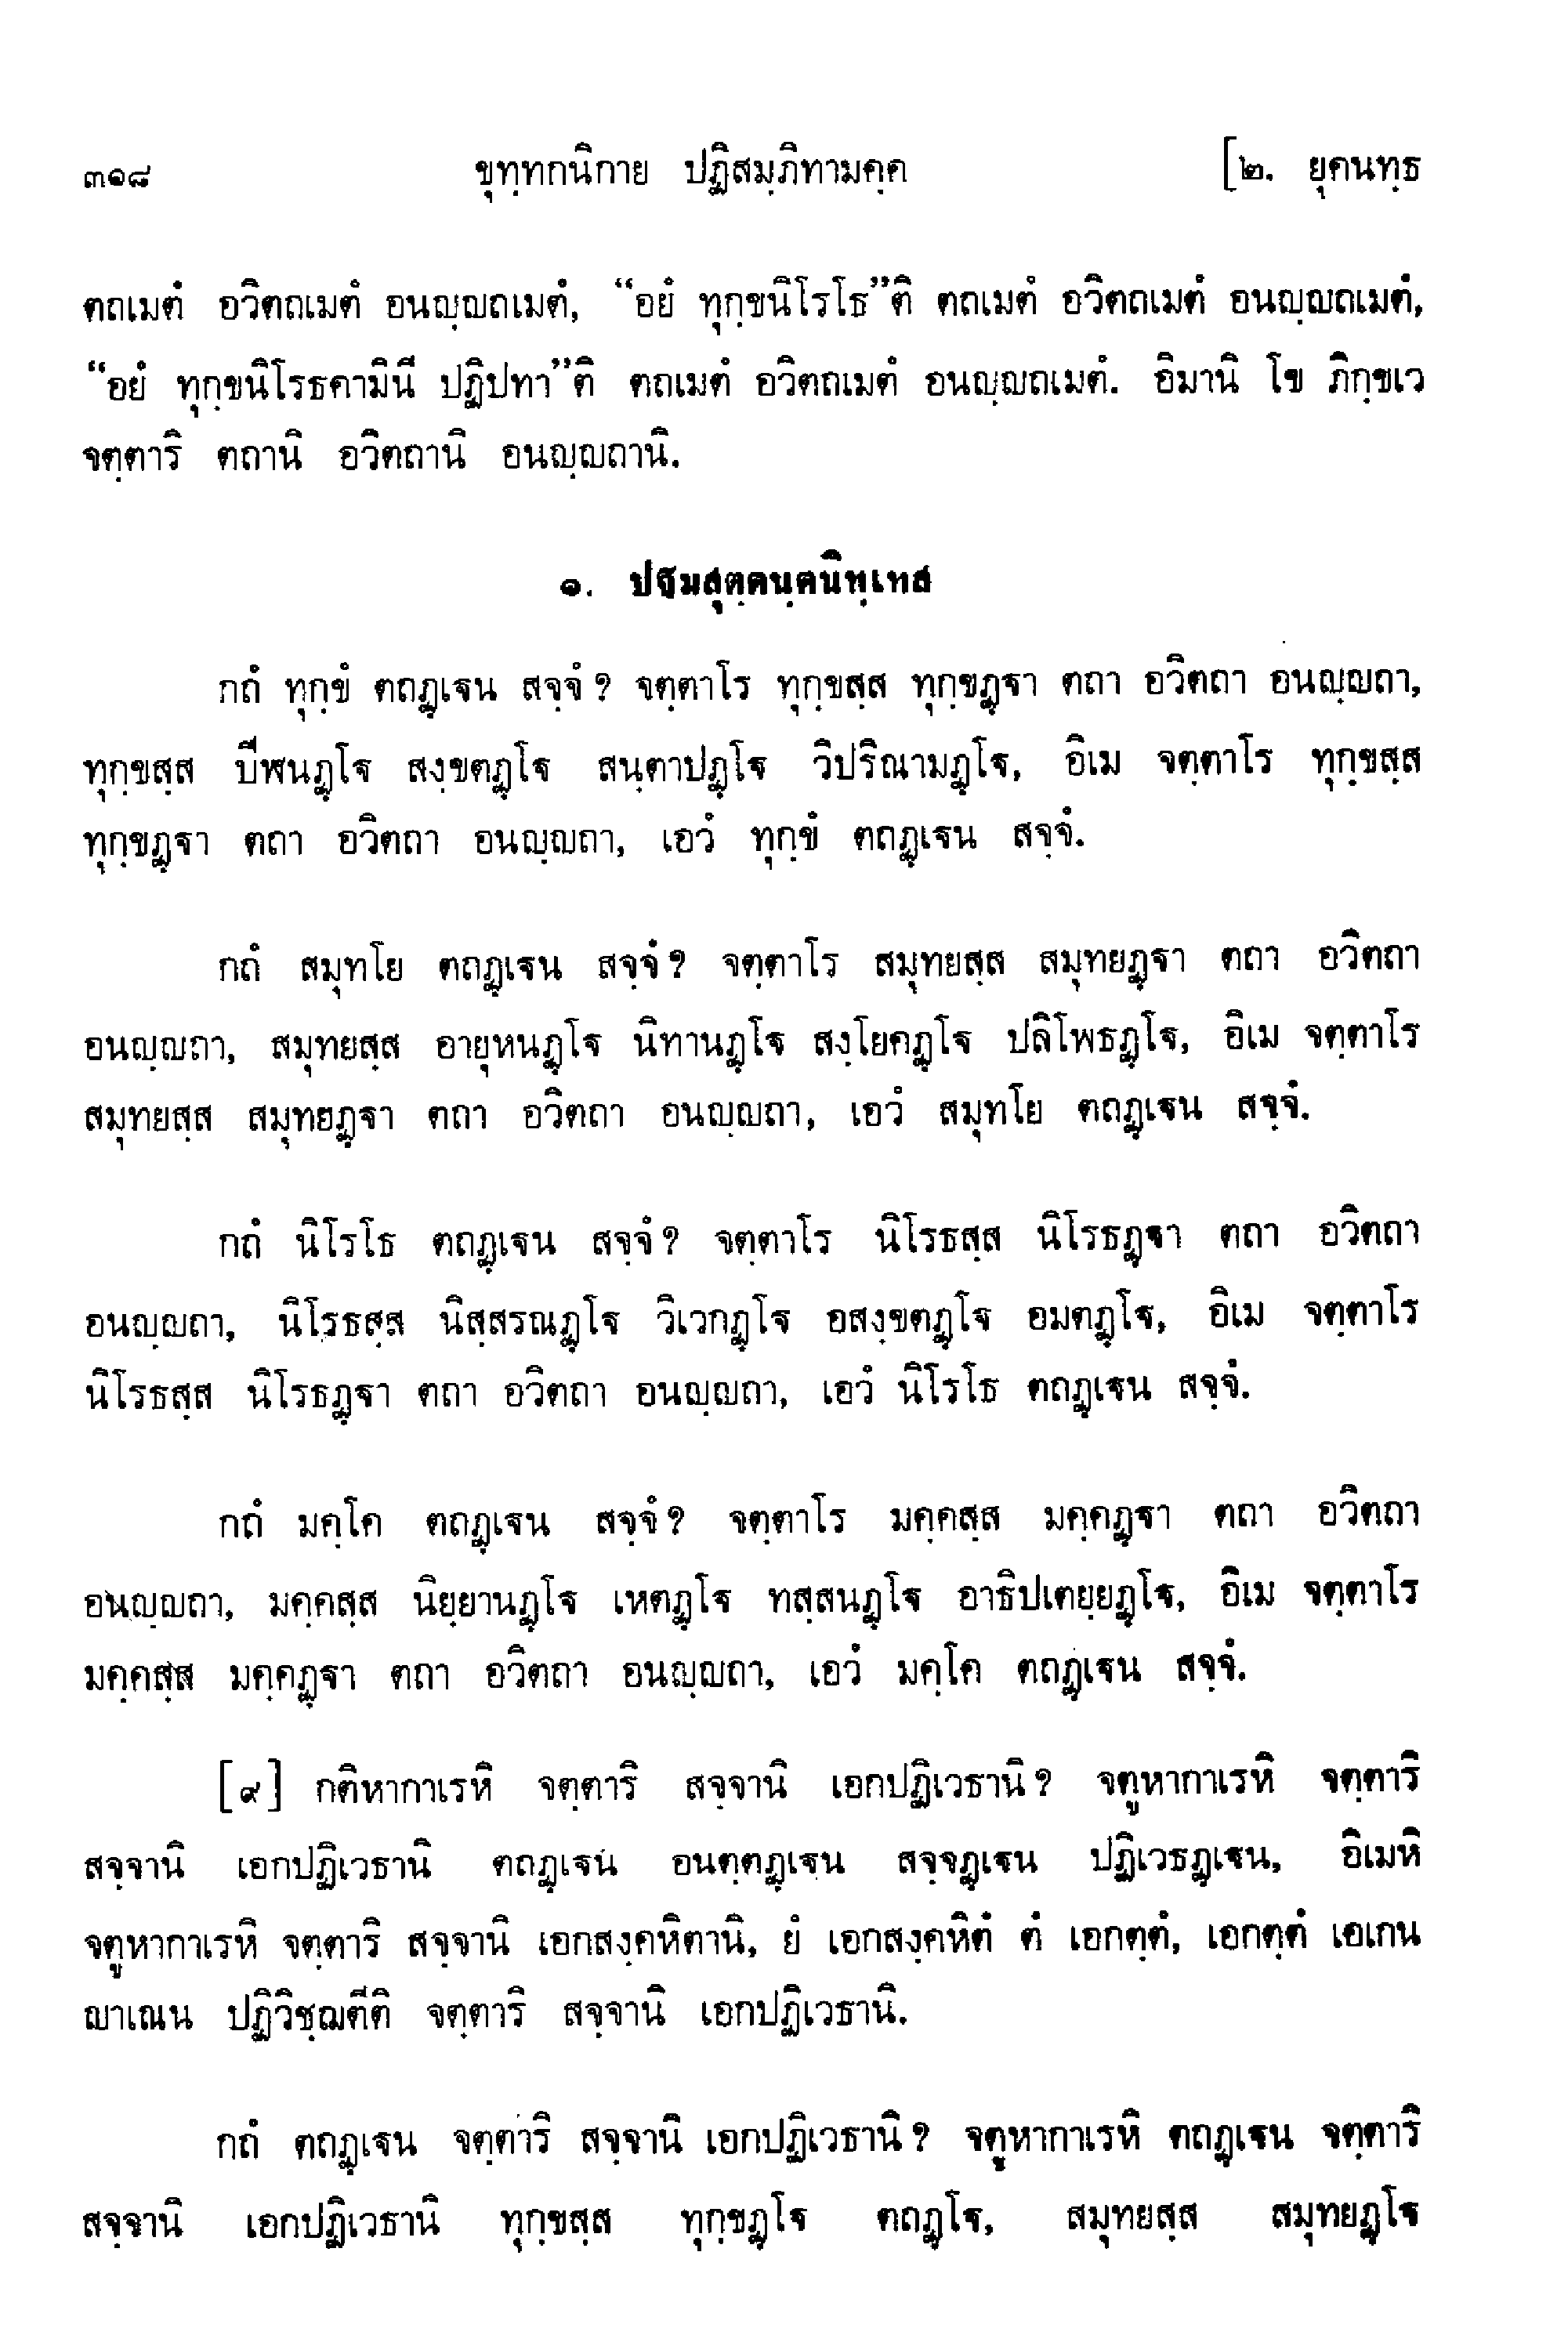 ๓๑๘ ขุทฺทกนิกาย ปฏิสมฺภิทามคฺค [๒. ยุคนทฺธ
ตถเมตํ อวิตถเมตํ อนญฺญถเมตํ, “อยํ ทุกฺขนิโรโธ”ติ ตถเมตํ อวิตถเมตํ อนญฺญถเมตํ,
“อยํ ทุกฺขนิโรธคามินี ปฏิปทา”ติ ตถเมตํ อวิตถเมตํ อนญฺญถเมตํ. อิมานิ โข ภิกฺขเว
จตฺตาริ ตถานิ อวิตถานิ อนญฺญถานิ.
๑. ปฐมสุตฺตนฺตนิทฺเทส
กถํ ทุกฺขํ ตถฏฺเฐน สจฺจํ? จตฺตาโร ทุกฺขสฺส ทุกฺขฏฺฐา ตถา อวิตถา อนญฺญถา,
ทุกฺขสฺส ปีฬนฏฺโฐ สงฺขตฏฺโฐ สนฺตาปฏฺโฐ วิปริณามฏฺโฐ, อิเม จตฺตาโร ทุกฺขสฺส
ทุกฺขฏฺฐา ตถา อวิตถา อนญฺญถา, เอวํ ทุกฺขํ ตถฏฺเฐน สจฺจํ.
กถํ สมุทโย ตถฏฺเฐน สจฺจํ? จตฺตาโร สมุทยสฺส สมุทยฏฺฐา ตถา อวิตถา
อนญฺญถา, สมุทยสฺส อายุหนฏฺโฐ นิทานฏฺโฐ สงฺโยคฏฺโฐ ปลิโพธฏฺโฐ, อิเม จตฺตาโร
สมุทยสฺส สมุทยฏฺฐา ตถา อวิตถา อนญฺญถา, เอวํ สมุทโย ตถฏฺเฐน สจฺจํ.
กถํ นิโรโธ ตถฏฺเฐน สจฺจํ? จตฺตาโร นิโรธสฺส นิโรธฏฺฐา ตถา อวิตถา
อนญฺญถา, นิโรธสฺส นิสฺสรณฏฺโฐ วิเวกฏฺโฐ อสงฺขตฏฺโฐ อมตฏฺโฐ, อิเม จตฺตาโร
นิโรธสฺส นิโรธฏฺฐา ตถา อวิตถา อนญฺญถา, เอวํ นิโรโธ ตถฏฺเฐน สจฺจํ.
กถํ มคฺโค ตถฏฺเฐน สจฺจํ? จตฺตาโร มคฺคสฺส มคฺคฏฺฐา ตถา อวิตถา
อนญฺญถา, มคฺคสฺส นิยฺยานฏฺโฐ เหตฏฺโฐ ทสฺสนฏฺโฐ อาธิปเตยฺยฏฺโฐ, อิเม จตฺตาโร
มคฺคสฺส มคฺคฏฺฐา ตถา อวิตถา อนญฺญถา, เอวํ มคฺโค ตถฏฺเฐน สจฺจํ.
[๙] กติหากาเรหิ จตฺตาริ สจฺจานิ เอกปฏิเวธานิ? จตูหากาเรหิ จตฺตาริ
สจฺจานิ เอกปฏิเวธานิ ตถฏฺเฐน อนตฺตฏฺเฐน สจฺจฏฺเฐน ปฏิเวธฏฺเฐน, อิเมหิ
จตูหากาเรหิ จตฺตาริ สจฺจานิ เอกสงฺคหิตานิ, ยํ เอกสงฺคหิตํ ตํ เอกตฺตํ, เอกตฺตํ เอเกน
ญาเณน ปฏิวิชฺฌตีติ จตฺตาริ สจฺจานิ เอกปฏิเวธานิ.
กถํ ตถฏฺเฐน จตฺตาริ สจฺจานิ เอกปฏิเวธานิ? จตูหากาเรหิ ตถฏฺเฐน จตฺตาริ
สจฺจานิ เอกปฏิเวธานิ ทุกฺขสฺส ทุกฺขฏฺโฐ ตถฏฺโฐ, สมุทยสฺส สมุทยฏฺโฐ